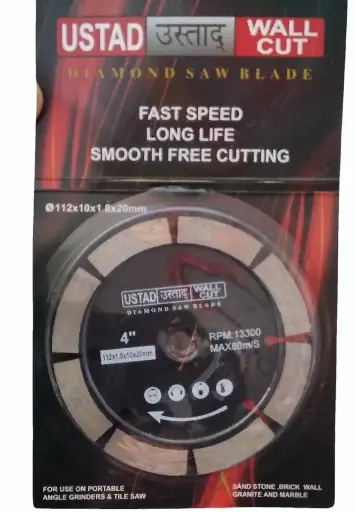 USTAD उस्ताद् WALL CUT
DIAMOND SAW BLADE
FAST SPEED
LONG LIFE
SMOOTH FREE CUTTING
Ø112x10x1.8x20mm
USTAD उस्ताद् WALL CUT
DIAMOND SAW BLADE
4"
112x1.8x10x20mm
RPM:13300
MAX80m/S
FOR USE ON PORTABLE
ANGLE GRINDERS & TILE SAW
SAND STONE ,BRICK WALL
GRANITE AND MARBLE